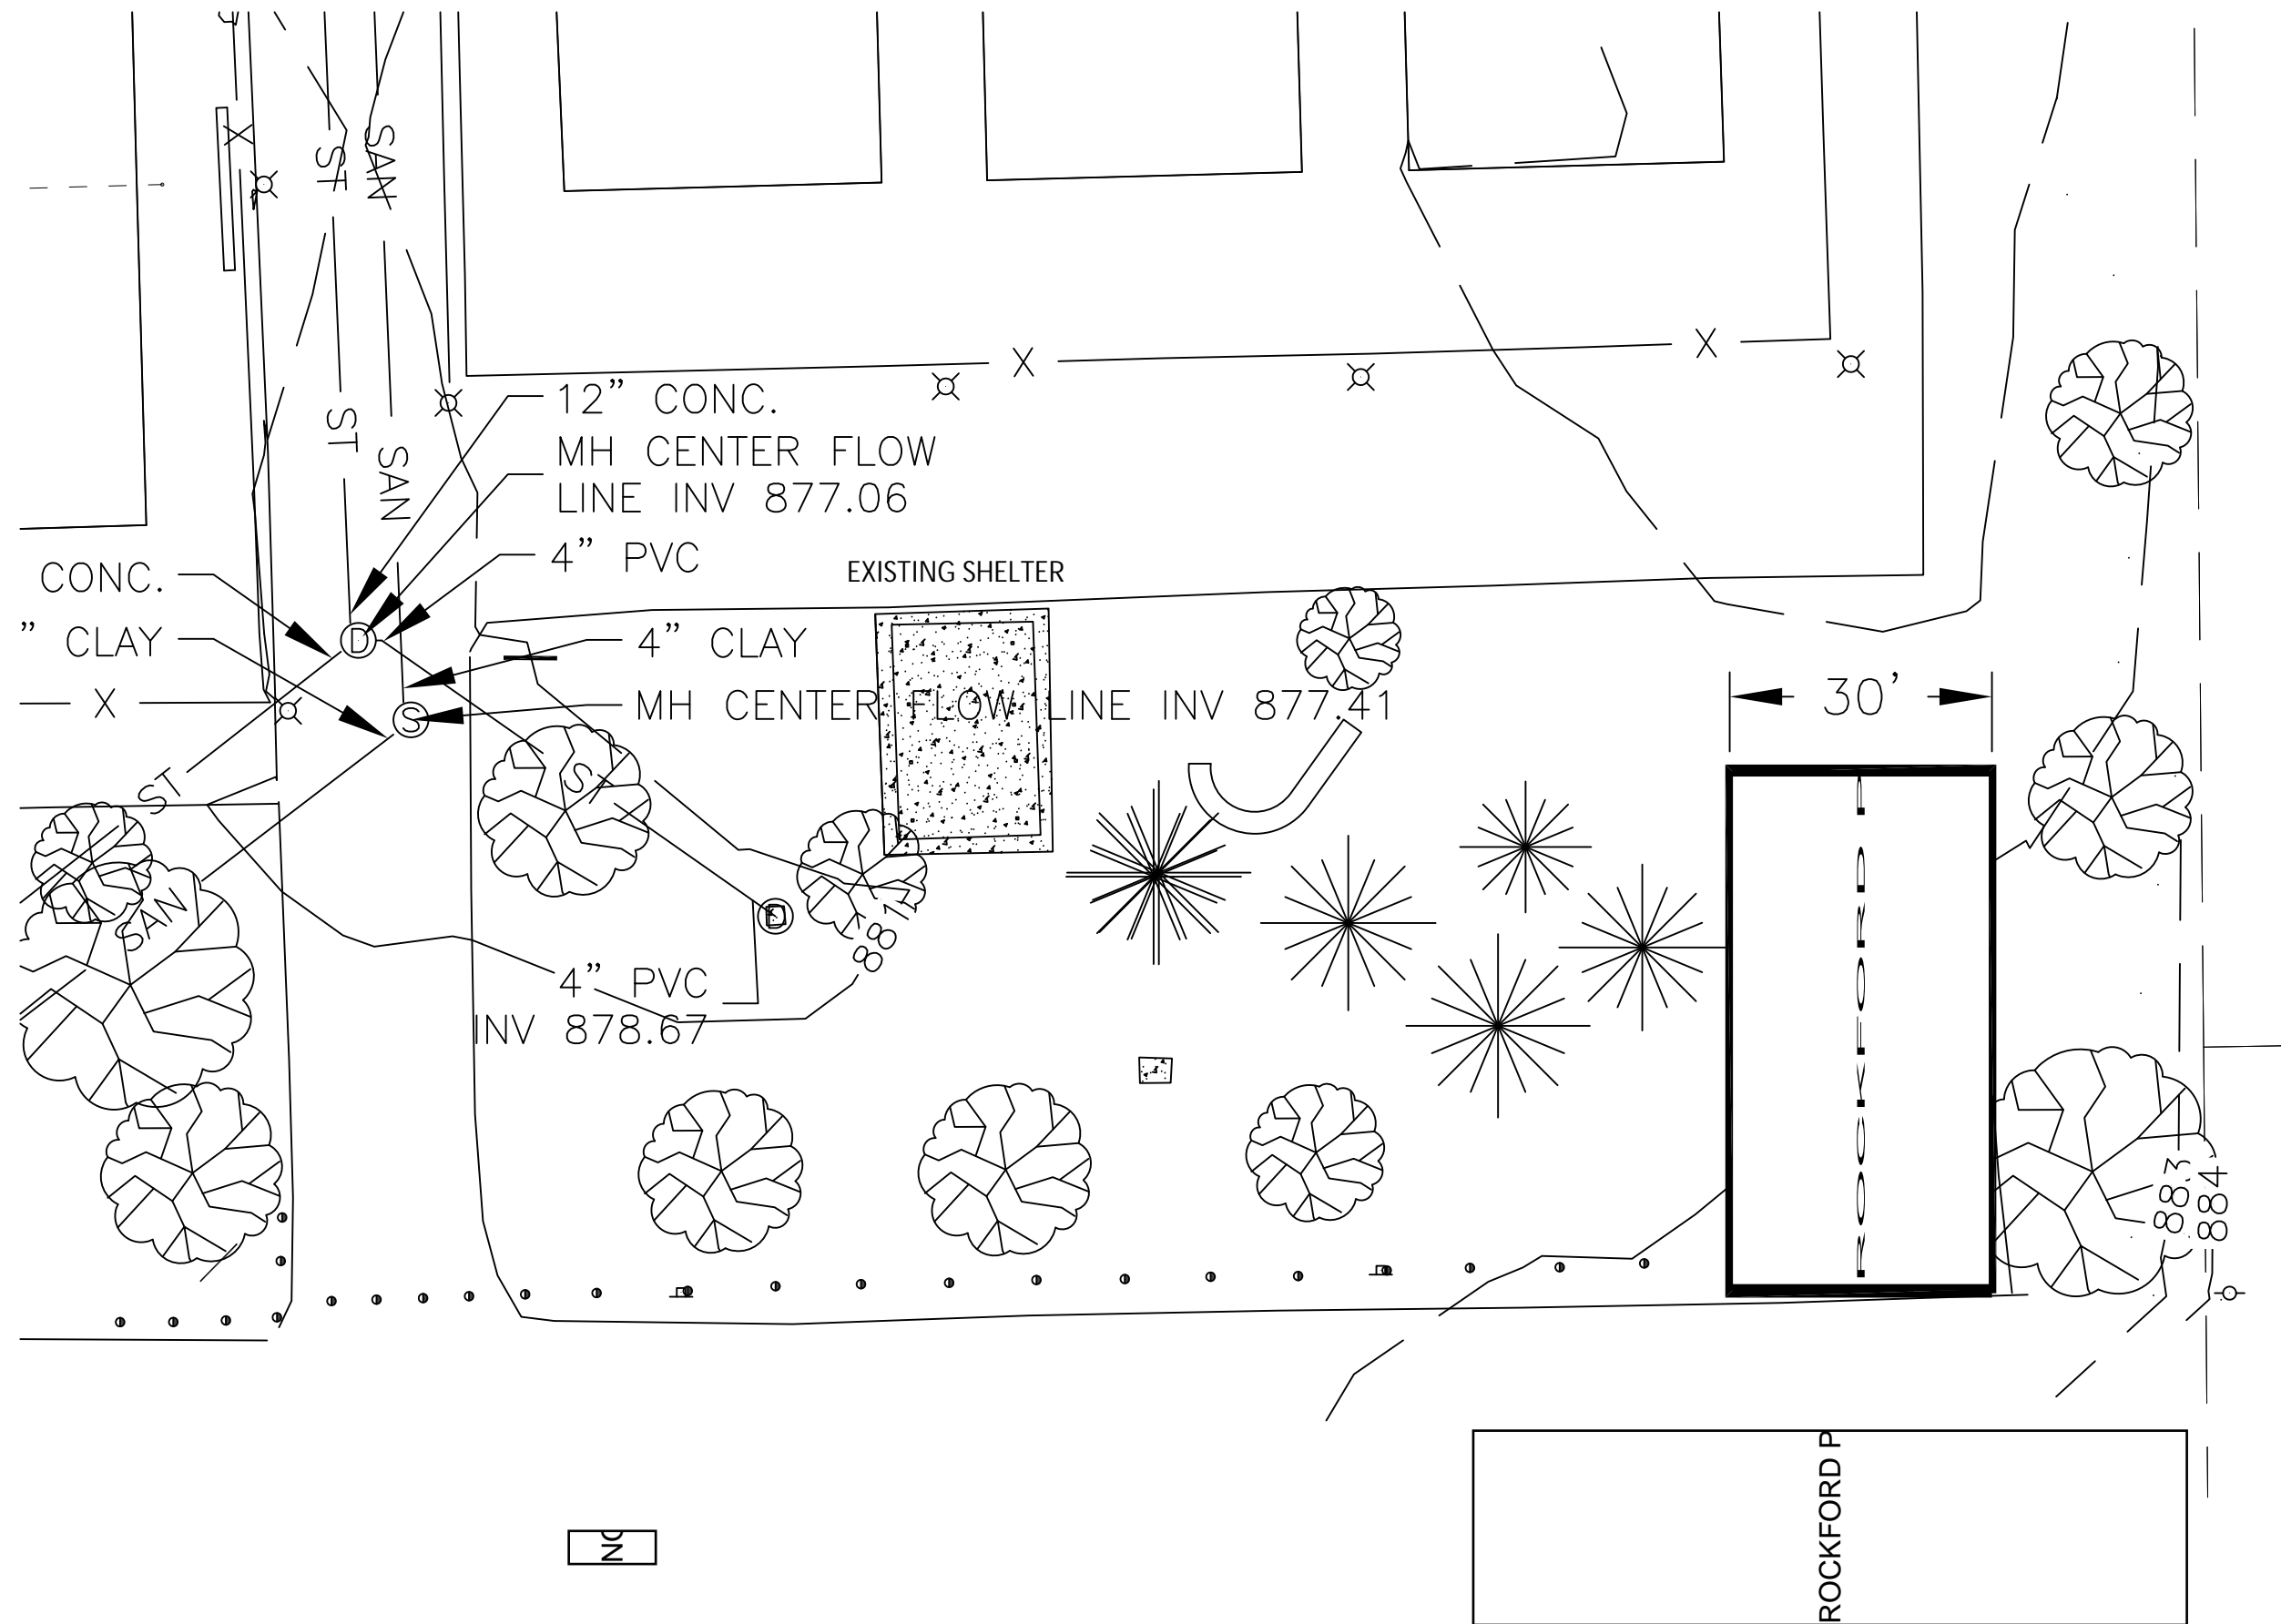 ST
SAN
X
X
X
12” CONC.
MH CENTER FLOW
LINE INV 877.06
ST
SAN
4” PVC
CONC.
EXISTING SHELTER
D
” CLAY
4” CLAY
X
S
MH CENTER FLOW LINE INV 877.41
30’
ST
S
SAN
D
88
4” PVC
INV 878.67
883
884
ROCKFORD P
NO